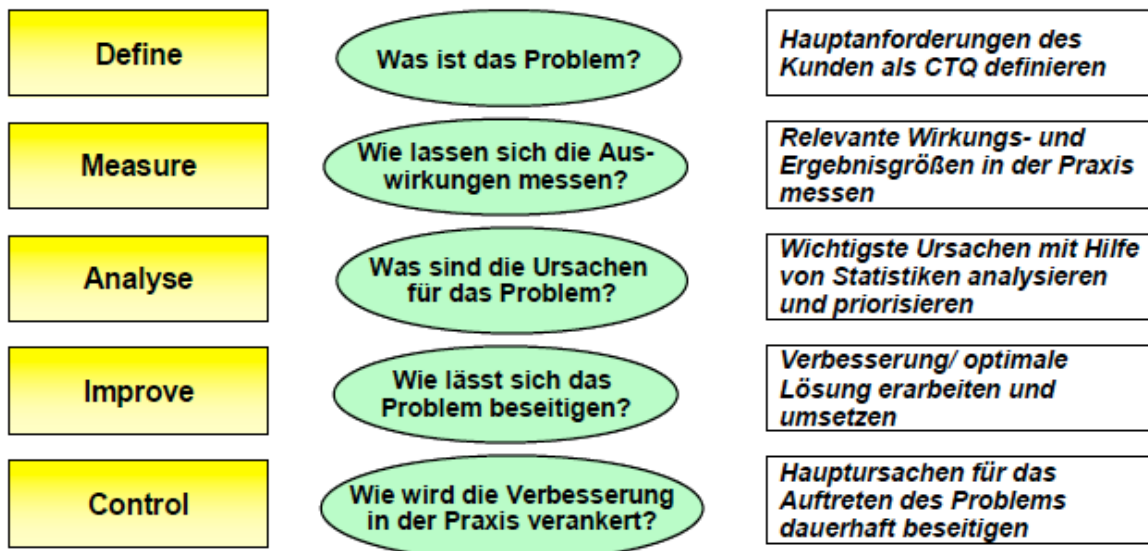 Define
Was ist das Problem?
Hauptanforderungen des
Kunden als CTQ definieren
Measure
Wie lassen sich die Aus-
wirkungen messen?
Relevante Wirkungs- und
Ergebnisgrößen in der Praxis
messen
Analyse
Was sind die Ursachen
für das Problem?
Wichtigste Ursachen mit Hilfe
von Statistiken analysieren
und priorisieren
Improve
Wie lässt sich das
Problem beseitigen?
Verbesserung/ optimale
Lösung erarbeiten und
umsetzen
Control
Wie wird die Verbesserung
in der Praxis verankert?
Hauptursachen für das
Auftreten des Problems
dauerhaft beseitigen